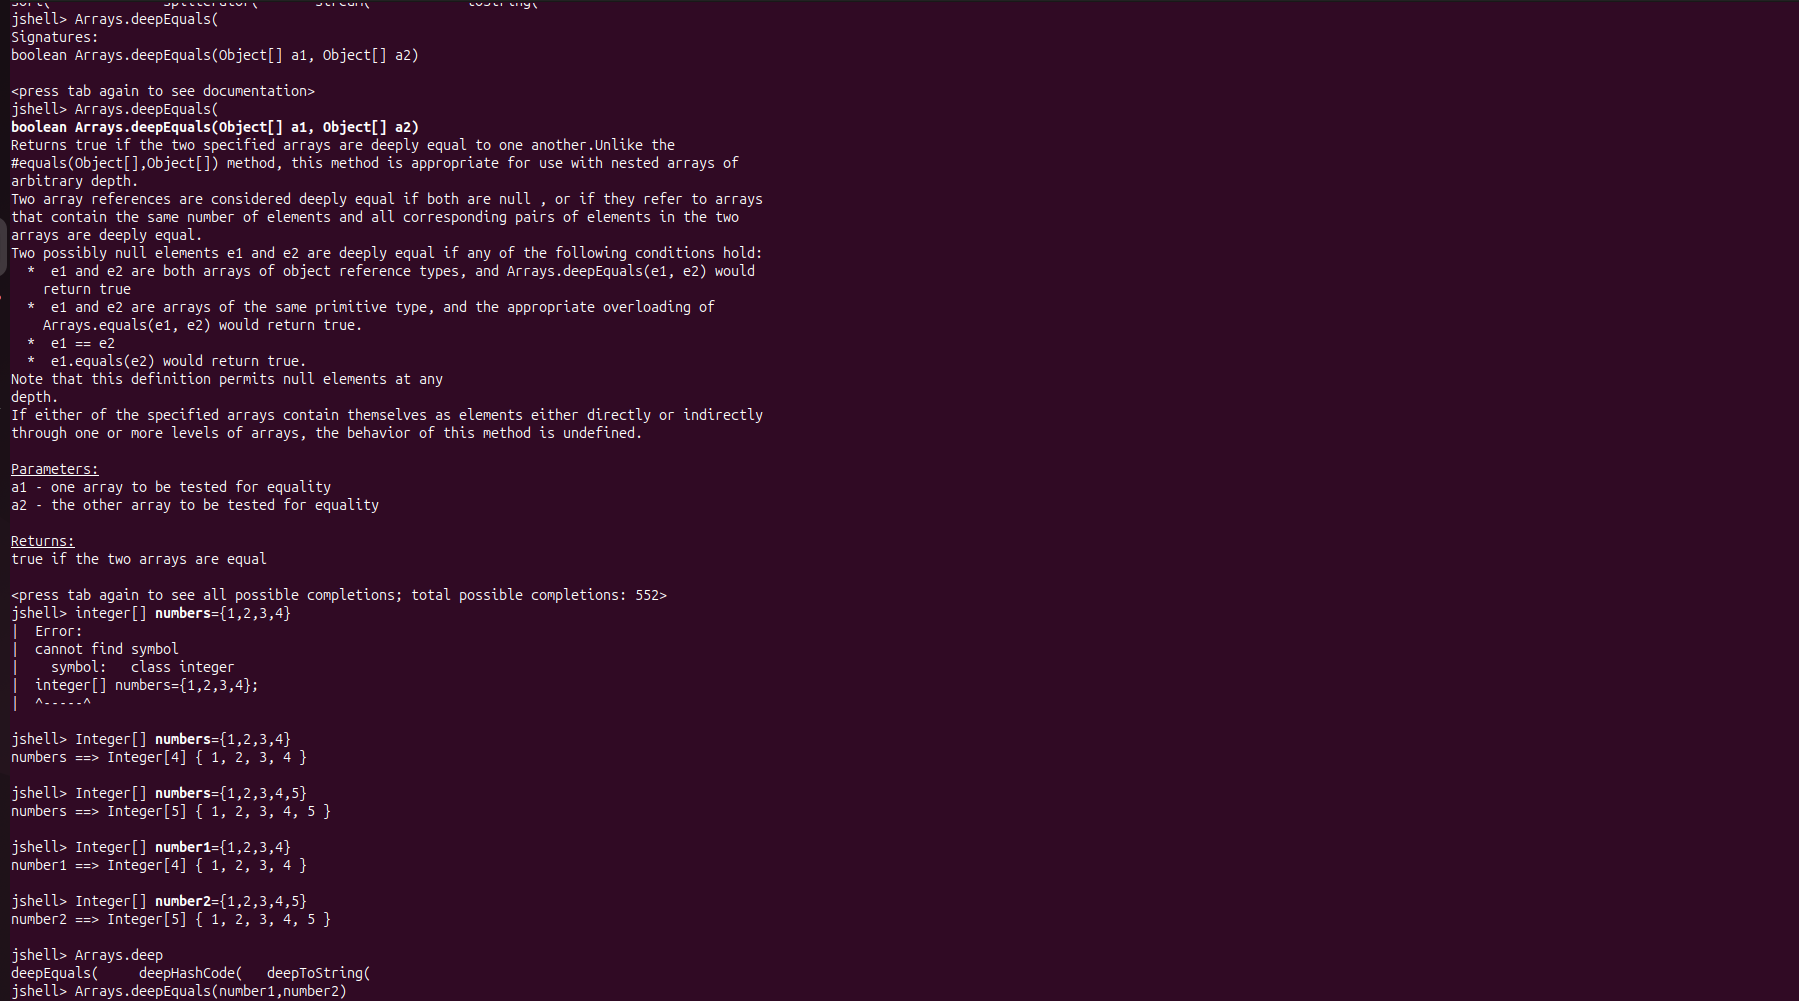 sort(              spliterator(       stream(            toString(
jshell> Arrays.deepEquals(
Signatures:
boolean Arrays.deepEquals(Object[] a1, Object[] a2)
<press tab again to see documentation>
jshell> Arrays.deepEquals(
boolean Arrays.deepEquals(Object[] a1, Object[] a2)
Returns true if the two specified arrays are deeply equal to one another.Unlike the
#equals(Object[],Object[]) method, this method is appropriate for use with nested arrays of
arbitrary depth.
Two array references are considered deeply equal if both are null , or if they refer to arrays
that contain the same number of elements and all corresponding pairs of elements in the two
arrays are deeply equal.
Two possibly null elements e1 and e2 are deeply equal if any of the following conditions hold:
  *  e1 and e2 are both arrays of object reference types, and Arrays.deepEquals(e1, e2) would
    return true
  *  e1 and e2 are arrays of the same primitive type, and the appropriate overloading of
    Arrays.equals(e1, e2) would return true.
  *  e1 == e2
  *  e1.equals(e2) would return true.
Note that this definition permits null elements at any
depth.
If either of the specified arrays contain themselves as elements either directly or indirectly
through one or more levels of arrays, the behavior of this method is undefined.
Parameters:
a1 - one array to be tested for equality
a2 - the other array to be tested for equality
Returns:
true if the two arrays are equal
<press tab again to see all possible completions; total possible completions: 552>
jshell> integer[] numbers={1,2,3,4}
|  Error:
|  cannot find symbol
|    symbol:   class integer
|  integer[] numbers={1,2,3,4};
|  ^-----^
jshell> Integer[] numbers={1,2,3,4}
numbers ==> Integer[4] { 1, 2, 3, 4 }
jshell> Integer[] numbers={1,2,3,4,5}
numbers ==> Integer[5] { 1, 2, 3, 4, 5 }
jshell> Integer[] number1={1,2,3,4}
number1 ==> Integer[4] { 1, 2, 3, 4 }
jshell> Integer[] number2={1,2,3,4,5}
number2 ==> Integer[5] { 1, 2, 3, 4, 5 }
jshell> Arrays.deep
deepEquals(     deepHashCode(   deepToString(
jshell> Arrays.deepEquals(number1,number2)